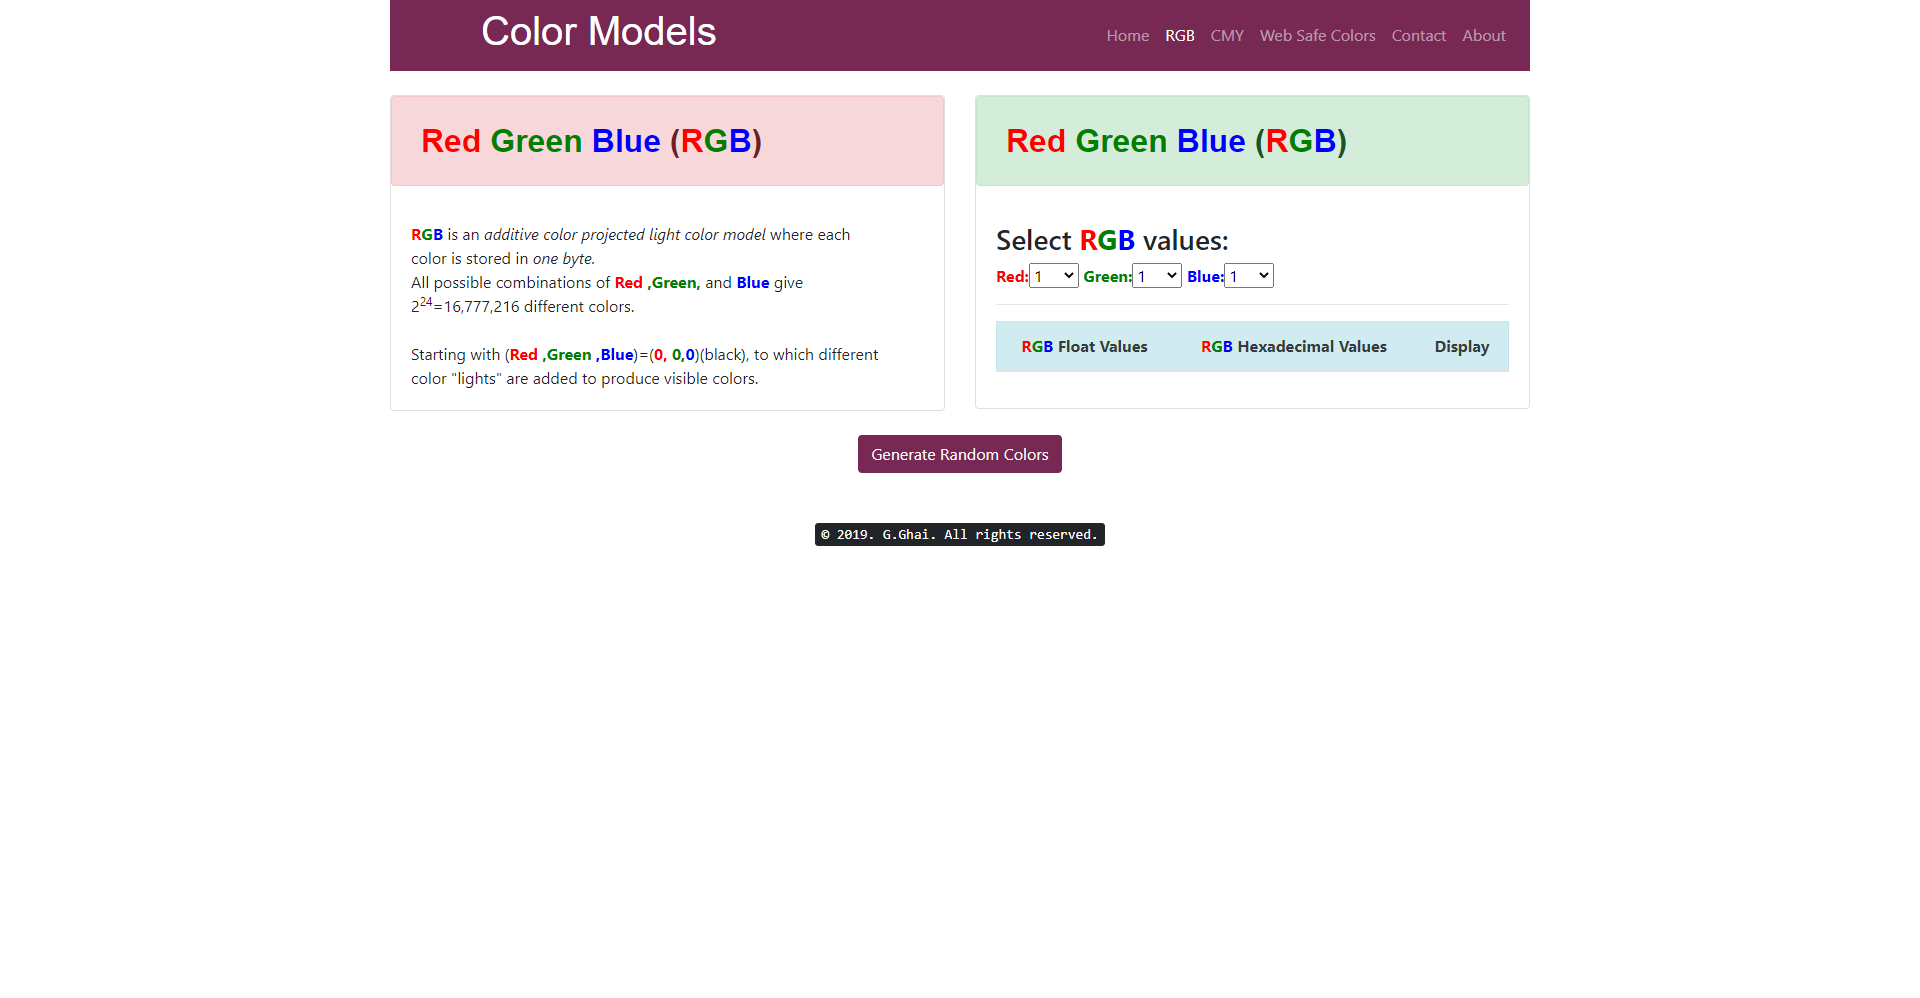 Color Models
Home RGB CMY Web Safe Colors Contact About
Red Green Blue (RGB)
RGB is an additive color projected light color model where each
color is stored in one byte.
All possible combinations of Red ,Green, and Blue give
2²⁴=16,777,216 different colors.
Starting with (Red ,Green ,Blue)=(0, 0,0)(black), to which different
color "lights" are added to produce visible colors.
Red Green Blue (RGB)
Select RGB values:
Red: 1 Green: 1 Blue: 1
RGB Float Values RGB Hexadecimal Values Display
Generate Random Colors
© 2019. G.Ghai. All rights reserved.